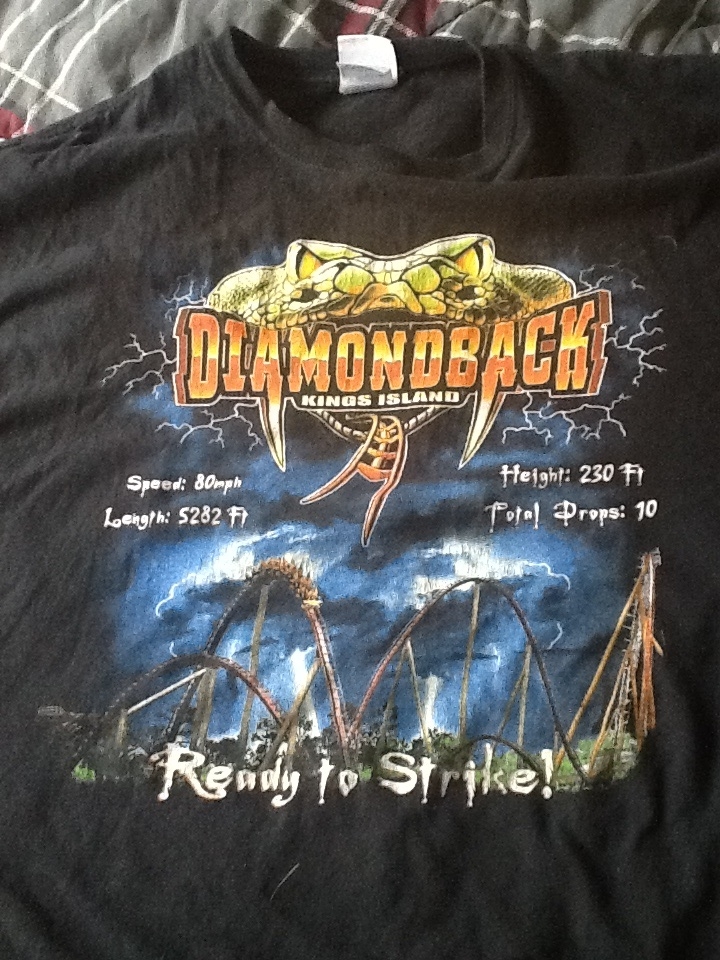 DIAMONDBACK
KINGS ISLAND
Speed: 80mph
Length: 5282 Ft
Height: 230 Ft
Total Drops: 10
Ready to Strike!